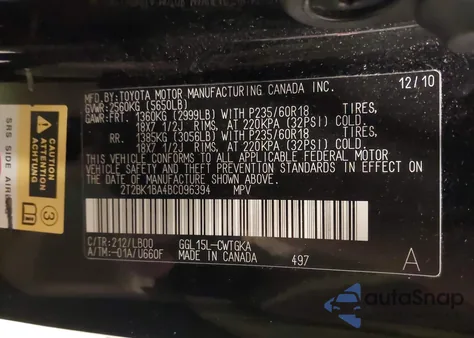 MFD.BY:TOYOTA MOTOR MANUFACTURING CANADA INC. 12/10
GVWR:2560KG (5650LB)
GAWR:FRT. 1360KG (2999LB) WITH P235/60R18 TIRES,
18X7 1/2J RIMS, AT 220KPA (32PSI) COLD.
RR. 1385KG (3056LB) WITH P235/60R18 TIRES,
18X7 1/2J RIMS, AT 220KPA (32PSI) COLD.
THIS VEHICLE CONFORMS TO ALL APPLICABLE FEDERAL MOTOR
VEHICLE SAFETY AND THEFT PREVENTION STANDARDS IN EFFECT
ON THE DATE OF MANUFACTURE SHOWN ABOVE.
2T2BK1BA4BC096394 MPV
C/TR:212/LB00 GGL15L-CWTGKA
A/TM:-01A/U660F MADE IN CANADA 497 A
SRS SIDE AIR
CAUTION
ATTENTION
ACHTUNG
3
autoSnap